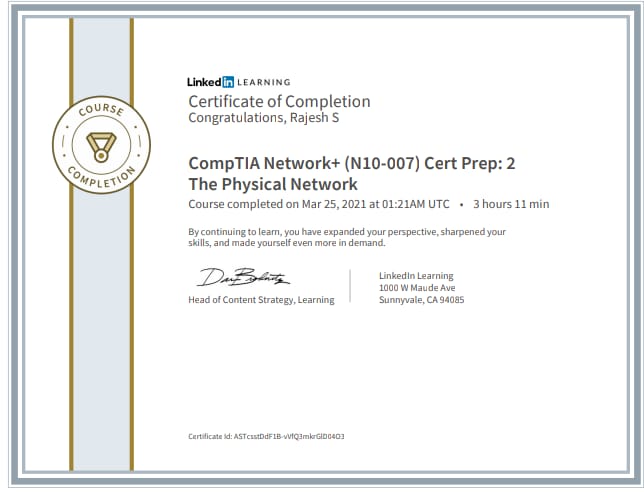 COURSE
COMPLETION
LinkedIn LEARNING
Certificate of Completion
Congratulations, Rajesh S
CompTIA Network+ (N10-007) Cert Prep: 2
The Physical Network
Course completed on Mar 25, 2021 at 01:21AM UTC • 3 hours 11 min
By continuing to learn, you have expanded your perspective, sharpened your
skills, and made yourself even more in demand.
Head of Content Strategy, Learning
LinkedIn Learning
1000 W Maude Ave
Sunnyvale, CA 94085
Certificate Id: ASTcsstDdF1B-vVfQ3mkrGlD04O3